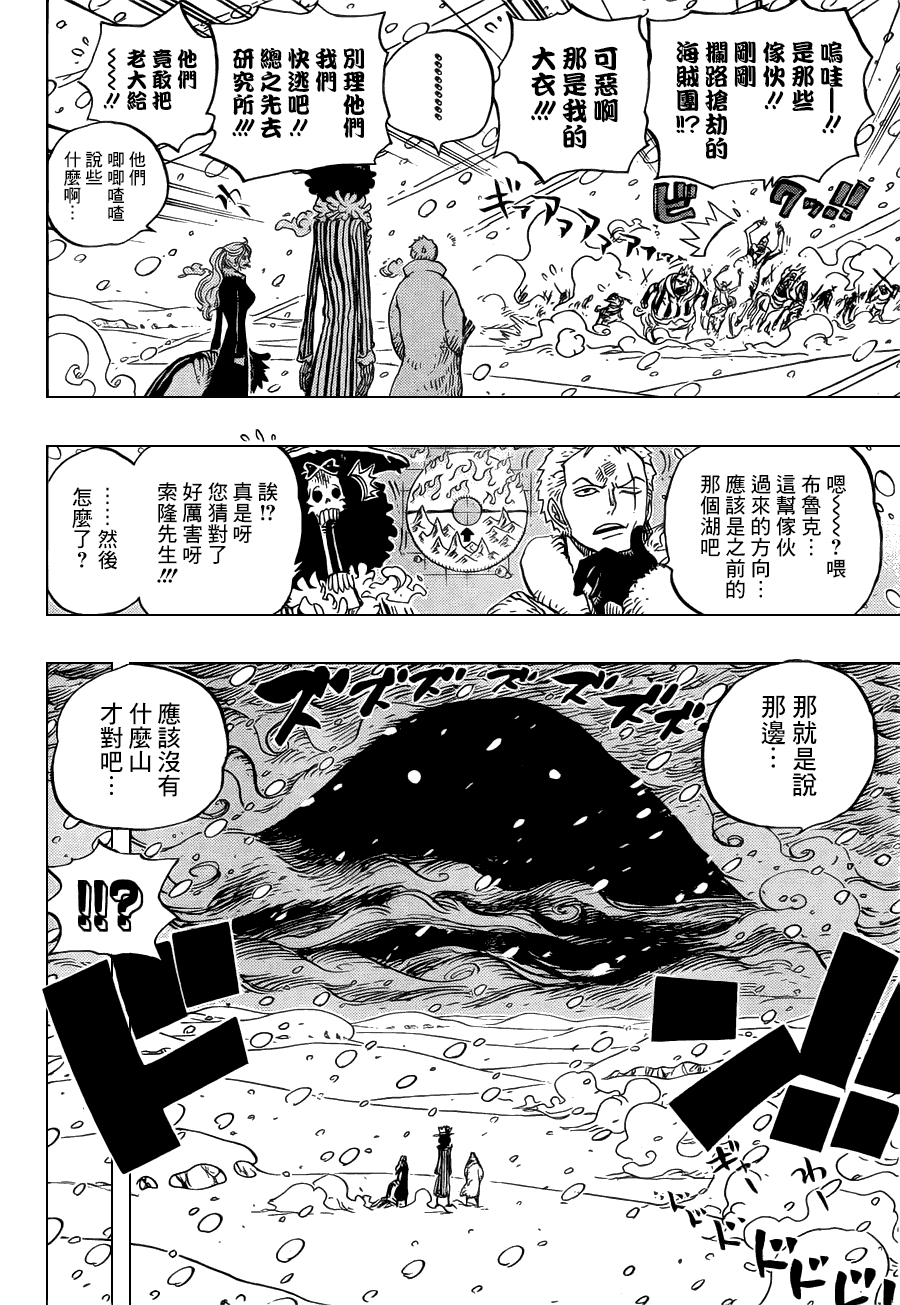 嗚哇──!!
是那些
傢伙!!
剛剛
攔路搶劫的
海賊團!!?
可惡啊
那是我的
大衣!!!
………
別理他們
我們
快逃吧!!
總之先去
研究所!!!
他們
竟敢把
老大給
~~~!!
他們
唧唧喳喳
說些
什麼啊…
クッ!!
ビ
ギャアアアアァァ
嗯~~~?喂
布魯克…
這幫傢伙
過來的方向…
應該是之前的
那個湖吧
誒!?
真是呀
您猜對了
好厲害呀
索隆先生!!!
……然後
怎麼了?
那就是說
那邊…
應該沒有
什麼山
才對吧…
ズズズズズズ
!!?
ドー!!
ドドドドド